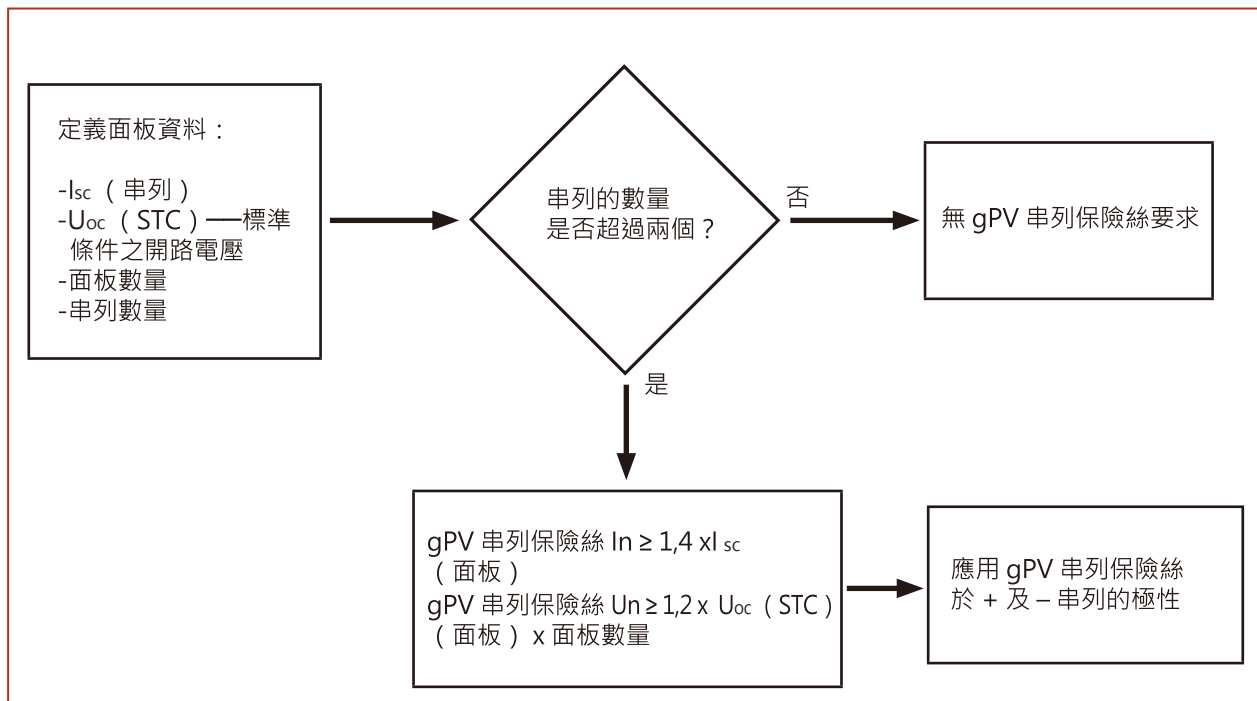 定義面板資料：
-Isc（串列）
-Uoc（STC）──標準
條件之開路電壓
-面板數量
-串列數量
串列的數量
是否超過兩個？
否
無 gPV 串列保險絲要求
是
gPV 串列保險絲 In ≥ 1,4 xI sc
（面板）
gPV 串列保險絲 Un ≥ 1,2 x Uoc（STC）
（面板）x 面板數量
應用 gPV 串列保險絲
於 + 及 – 串列的極性